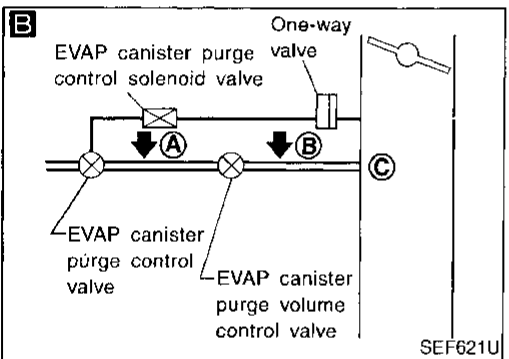 B
One-way
valve
EVAP canister purge
control solenoid valve
A
B
C
EVAP canister
purge control
valve
EVAP canister
purge volume
control valve
SEF621U